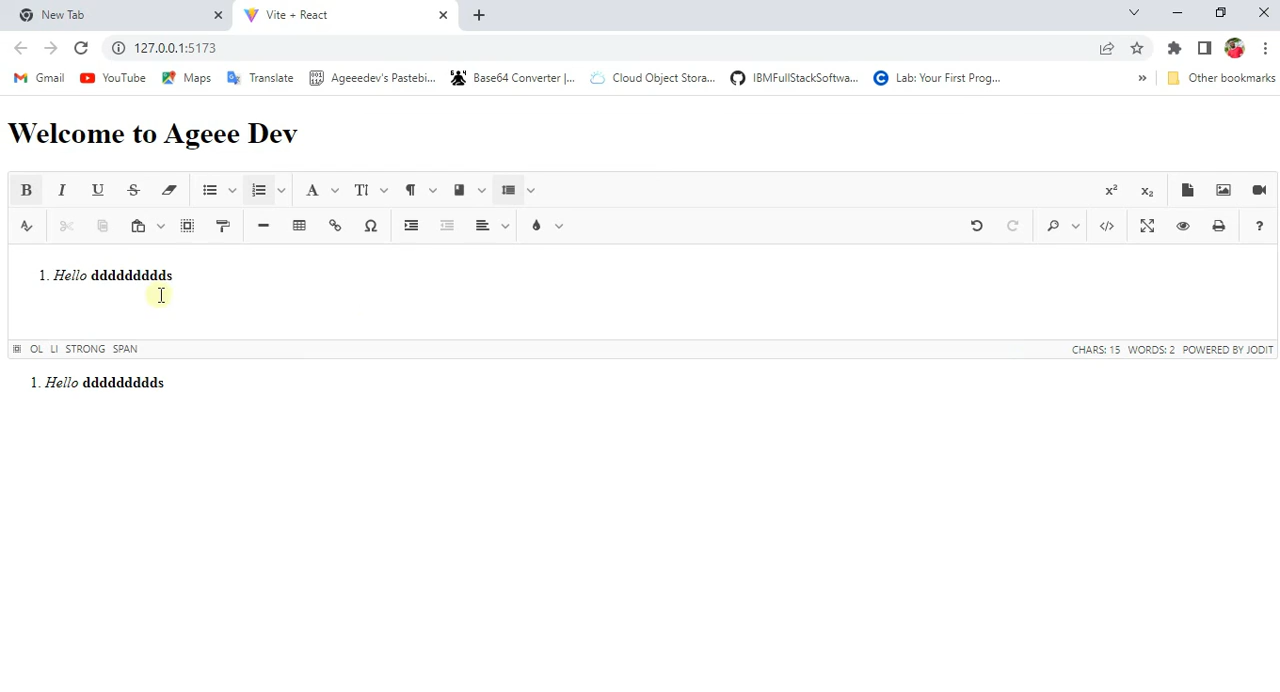 New Tab
Vite + React
127.0.0.1:5173
Gmail YouTube Maps Translate Ageeedev's Pastebi... Base64 Converter |... Cloud Object Stora... IBMFullStackSoftwa... Lab: Your First Prog... » Other bookmarks
Welcome to Ageee Dev
1. Hello ddddddddds
OL LI STRONG SPAN
CHARS: 15 WORDS: 2 POWERED BY JODIT
1. Hello ddddddddds